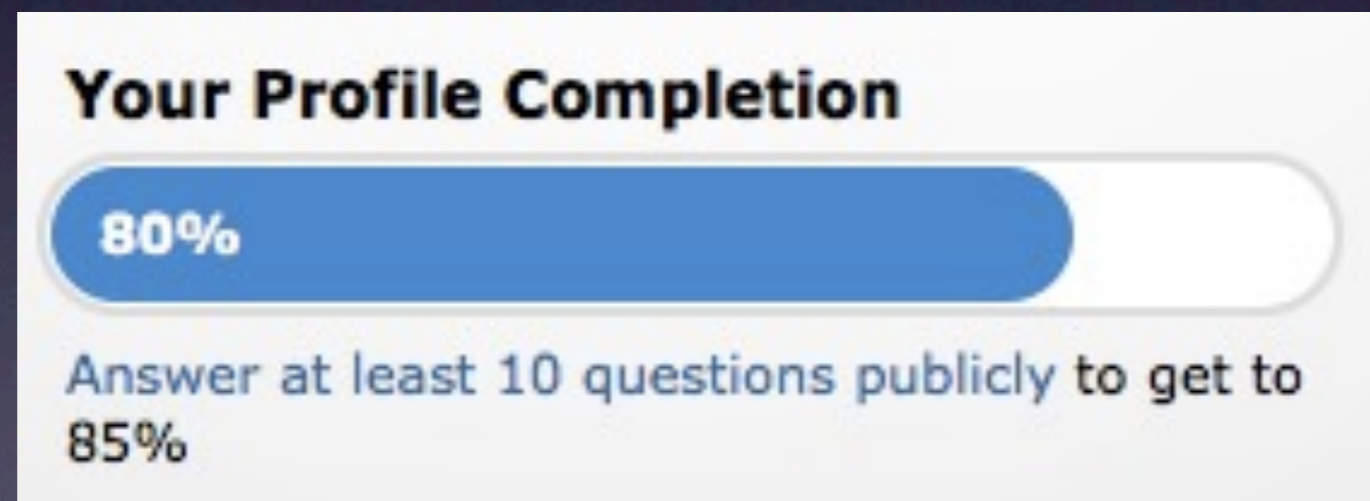 Your Profile Completion
80%
Answer at least 10 questions publicly to get to
85%